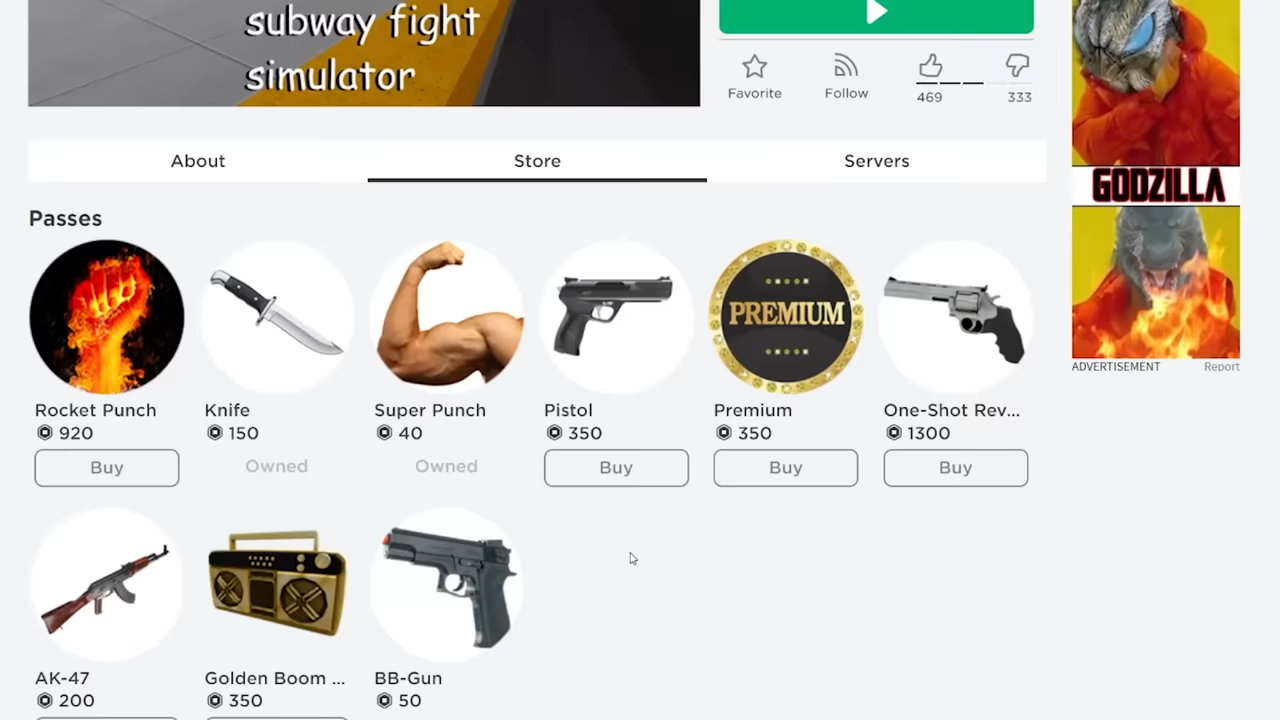 subway fight
simulator
Favorite
Follow
469
333
About
Store
Servers
GODZILLA
ADVERTISEMENT
Report
Passes
PREMIUM
Rocket Punch
Knife
Super Punch
Pistol
Premium
One-Shot Rev...
920
150
40
350
350
1300
Buy
Owned
Owned
Buy
Buy
Buy
AK-47
Golden Boom ...
BB-Gun
200
350
50